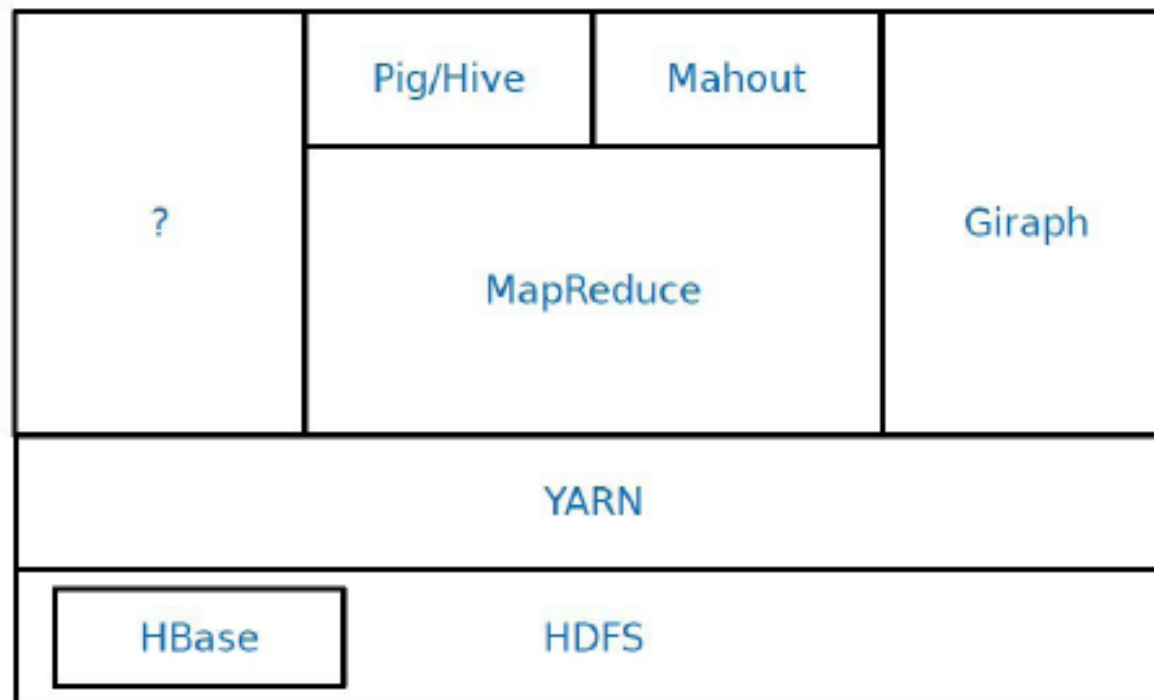 Pig/Hive
Mahout
?
Giraph
MapReduce
YARN
HBase
HDFS